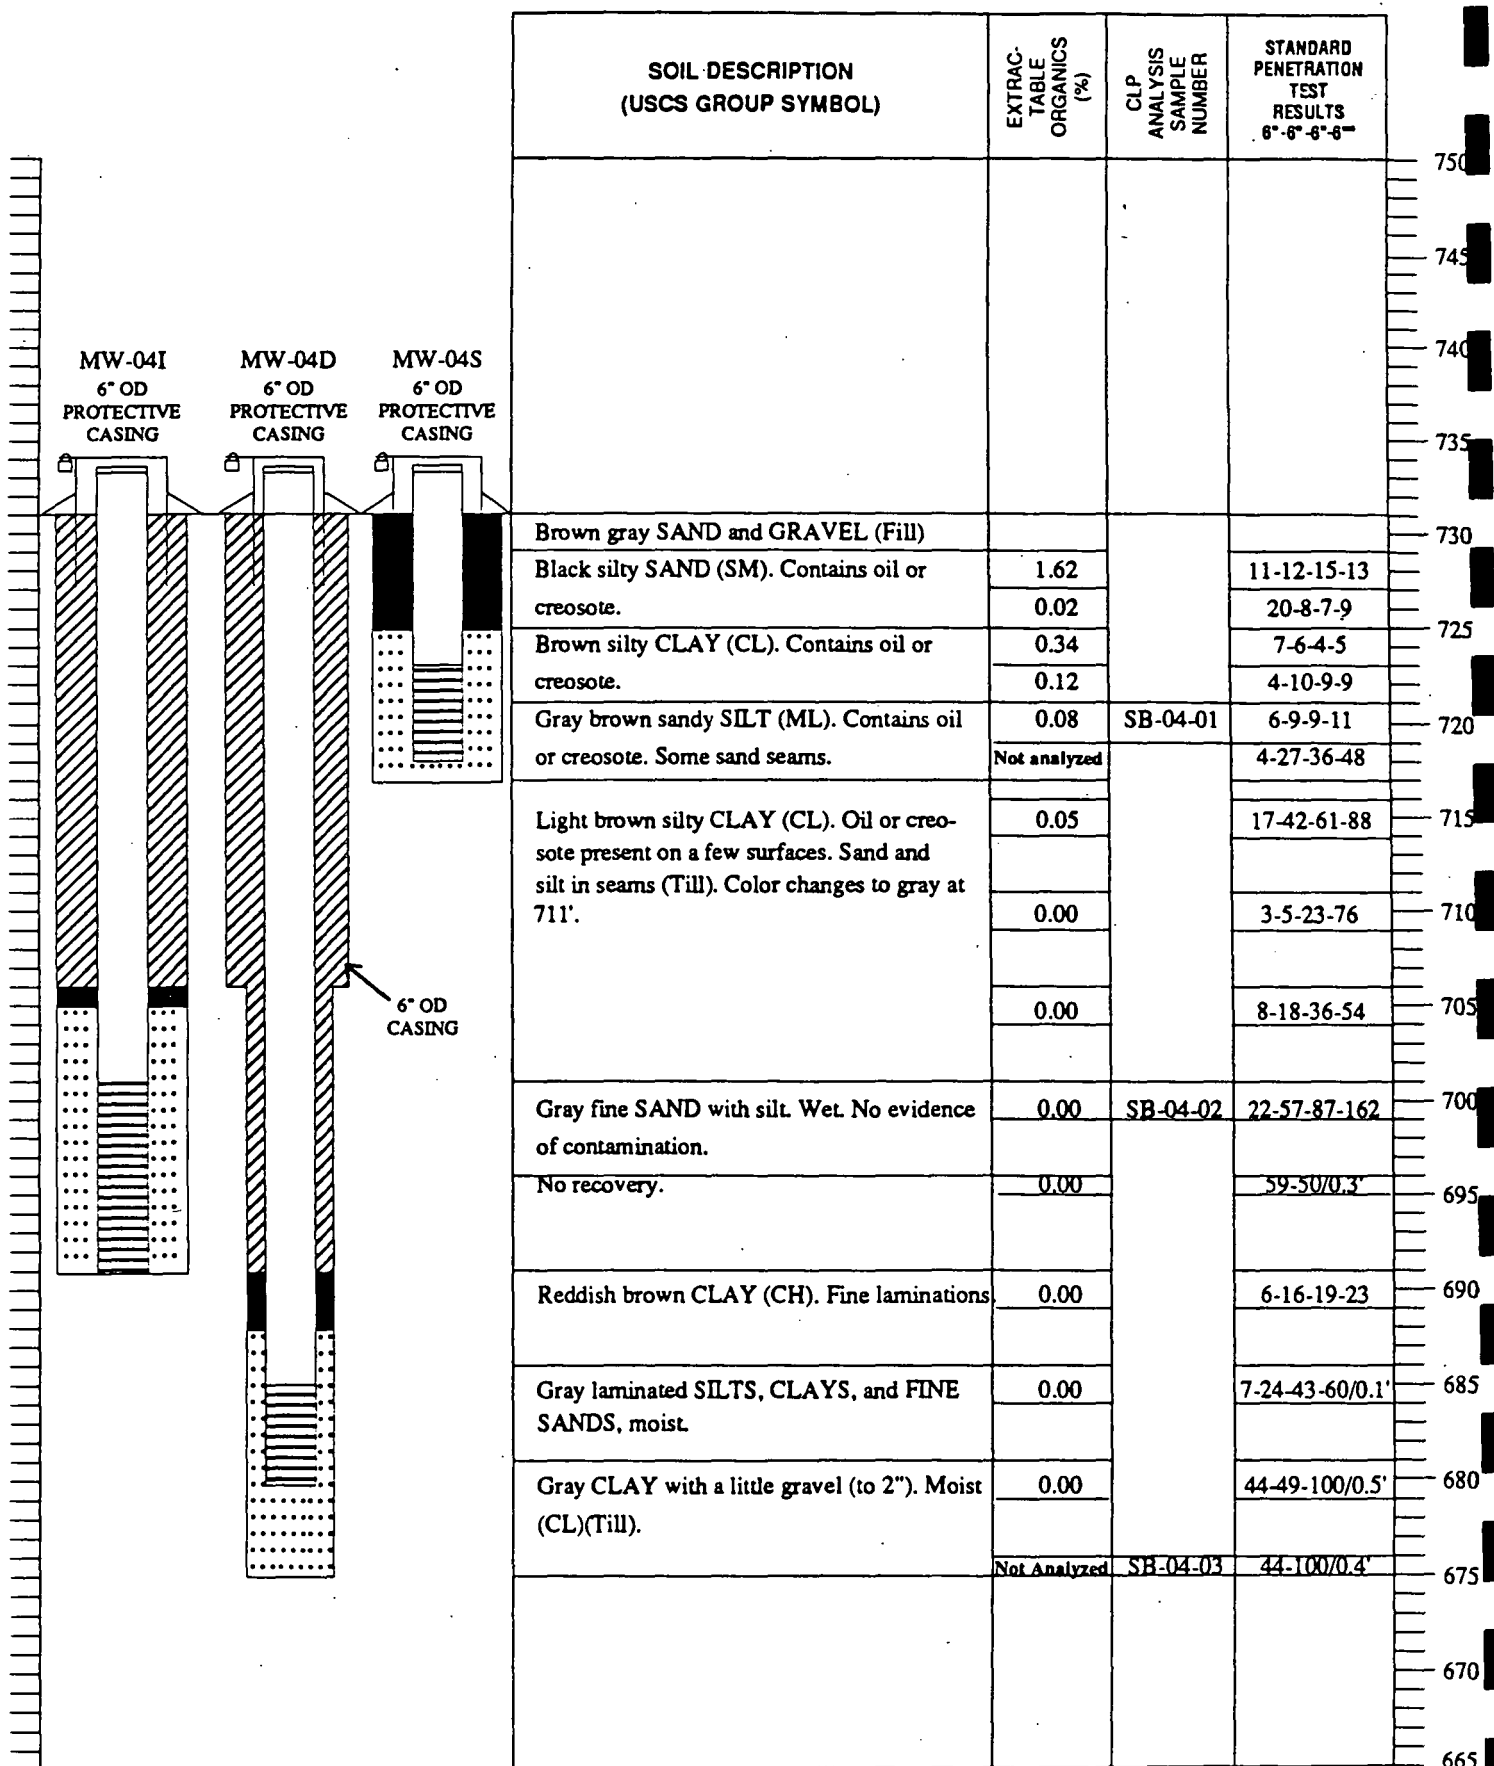 SOIL DESCRIPTION
(USCS GROUP SYMBOL)
EXTRAC-
TABLE
ORGANICS
(%)
CLP
ANALYSIS
SAMPLE
NUMBER
STANDARD
PENETRATION
TEST
RESULTS
6"-6"-6"-6"
750
745
740
735
MW-04I
6" OD
PROTECTIVE
CASING
MW-04D
6" OD
PROTECTIVE
CASING
MW-04S
6" OD
PROTECTIVE
CASING
Brown gray SAND and GRAVEL (Fill)
730
Black silty SAND (SM). Contains oil or
1.62
11-12-15-13
creosote.
0.02
20-8-7-9
725
Brown silty CLAY (CL). Contains oil or
0.34
7-6-4-5
creosote.
0.12
4-10-9-9
Gray brown sandy SILT (ML). Contains oil
0.08
SB-04-01
6-9-9-11
720
or creosote. Some sand seams.
Not analyzed
4-27-36-48
Light brown silty CLAY (CL). Oil or creo-
0.05
17-42-61-88
715
sote present on a few surfaces. Sand and
silt in seams (Till). Color changes to gray at
711'.
0.00
3-5-23-76
710
6" OD
CASING
0.00
8-18-36-54
705
Gray fine SAND with silt. Wet. No evidence
0.00
SB-04-02
22-57-87-162
700
of contamination.
No recovery.
0.00
59-50/0.3'
695
Reddish brown CLAY (CH). Fine laminations.
0.00
6-16-19-23
690
Gray laminated SILTS, CLAYS, and FINE
0.00
7-24-43-60/0.1'
685
SANDS, moist.
Gray CLAY with a little gravel (to 2"). Moist
0.00
44-49-100/0.5'
680
(CL)(Till).
Not Analyzed
SB-04-03
44-100/0.4'
675
670
665